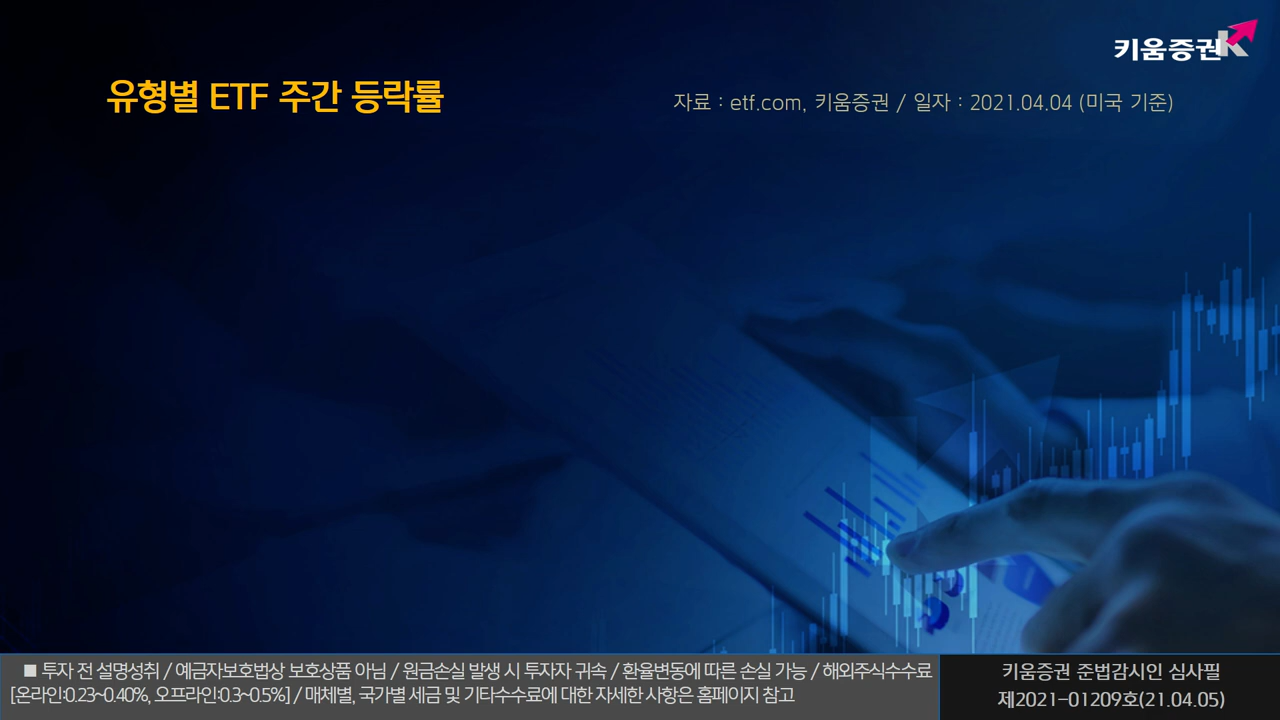 키움증권
유형별 ETF 주간 등락률
자료 : etf.com, 키움증권 / 일자 : 2021.04.04 (미국 기준)
■ 투자 전 설명성취 / 예금자보호법상 보호상품 아님 / 원금손실 발생 시 투자자 귀속 / 환율변동에 따른 손실 가능 / 해외주식수수료
[온라인:0.23~0.40%, 오프라인:0.3~0.5%] / 매체별, 국가별 세금 및 기타수수료에 대한 자세한 사항은 홈페이지 참고
키움증권 준법감시인 심사필
제2021-01209호(21.04.05)